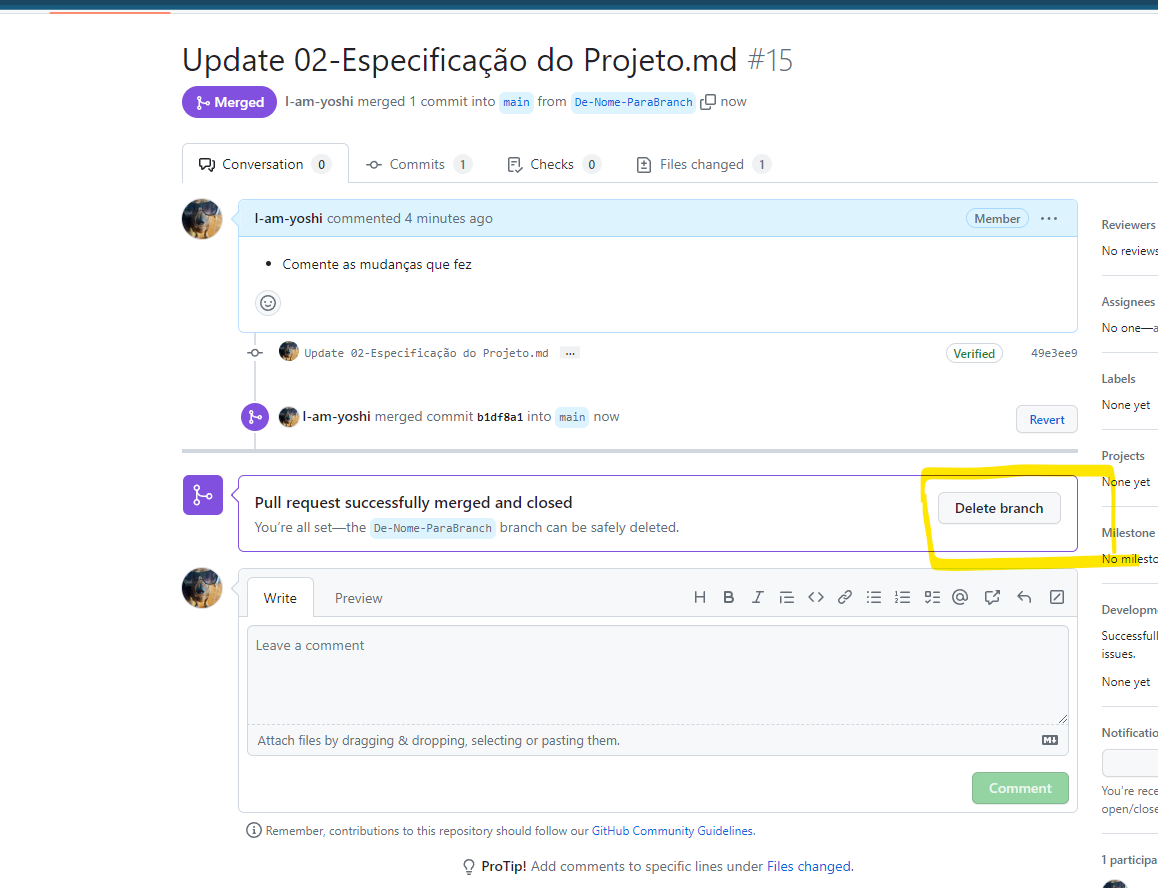 Update 02-Especificação do Projeto.md #15
Merged I-am-yoshi merged 1 commit into main from De-Nome-ParaBranch now
Conversation 0 Commits 1 Checks 0 Files changed 1
I-am-yoshi commented 4 minutes ago Member
Reviewers
No reviews
Comente as mudanças que fez
Assignees
No one—a
Update 02-Especificação do Projeto.md ... Verified 49e3ee9
Labels
None yet
I-am-yoshi merged commit b1df8a1 into main now Revert
Projects
None yet
Pull request successfully merged and closed
You're all set—the De-Nome-ParaBranch branch can be safely deleted.
Delete branch
Milestone
No milesto
Write Preview
Developm
Leave a comment
Successfull
issues.
None yet
Notificatio
Attach files by dragging & dropping, selecting or pasting them.
Comment
You're rece
open/close
Remember, contributions to this repository should follow our GitHub Community Guidelines.
1 participa
ProTip! Add comments to specific lines under Files changed.